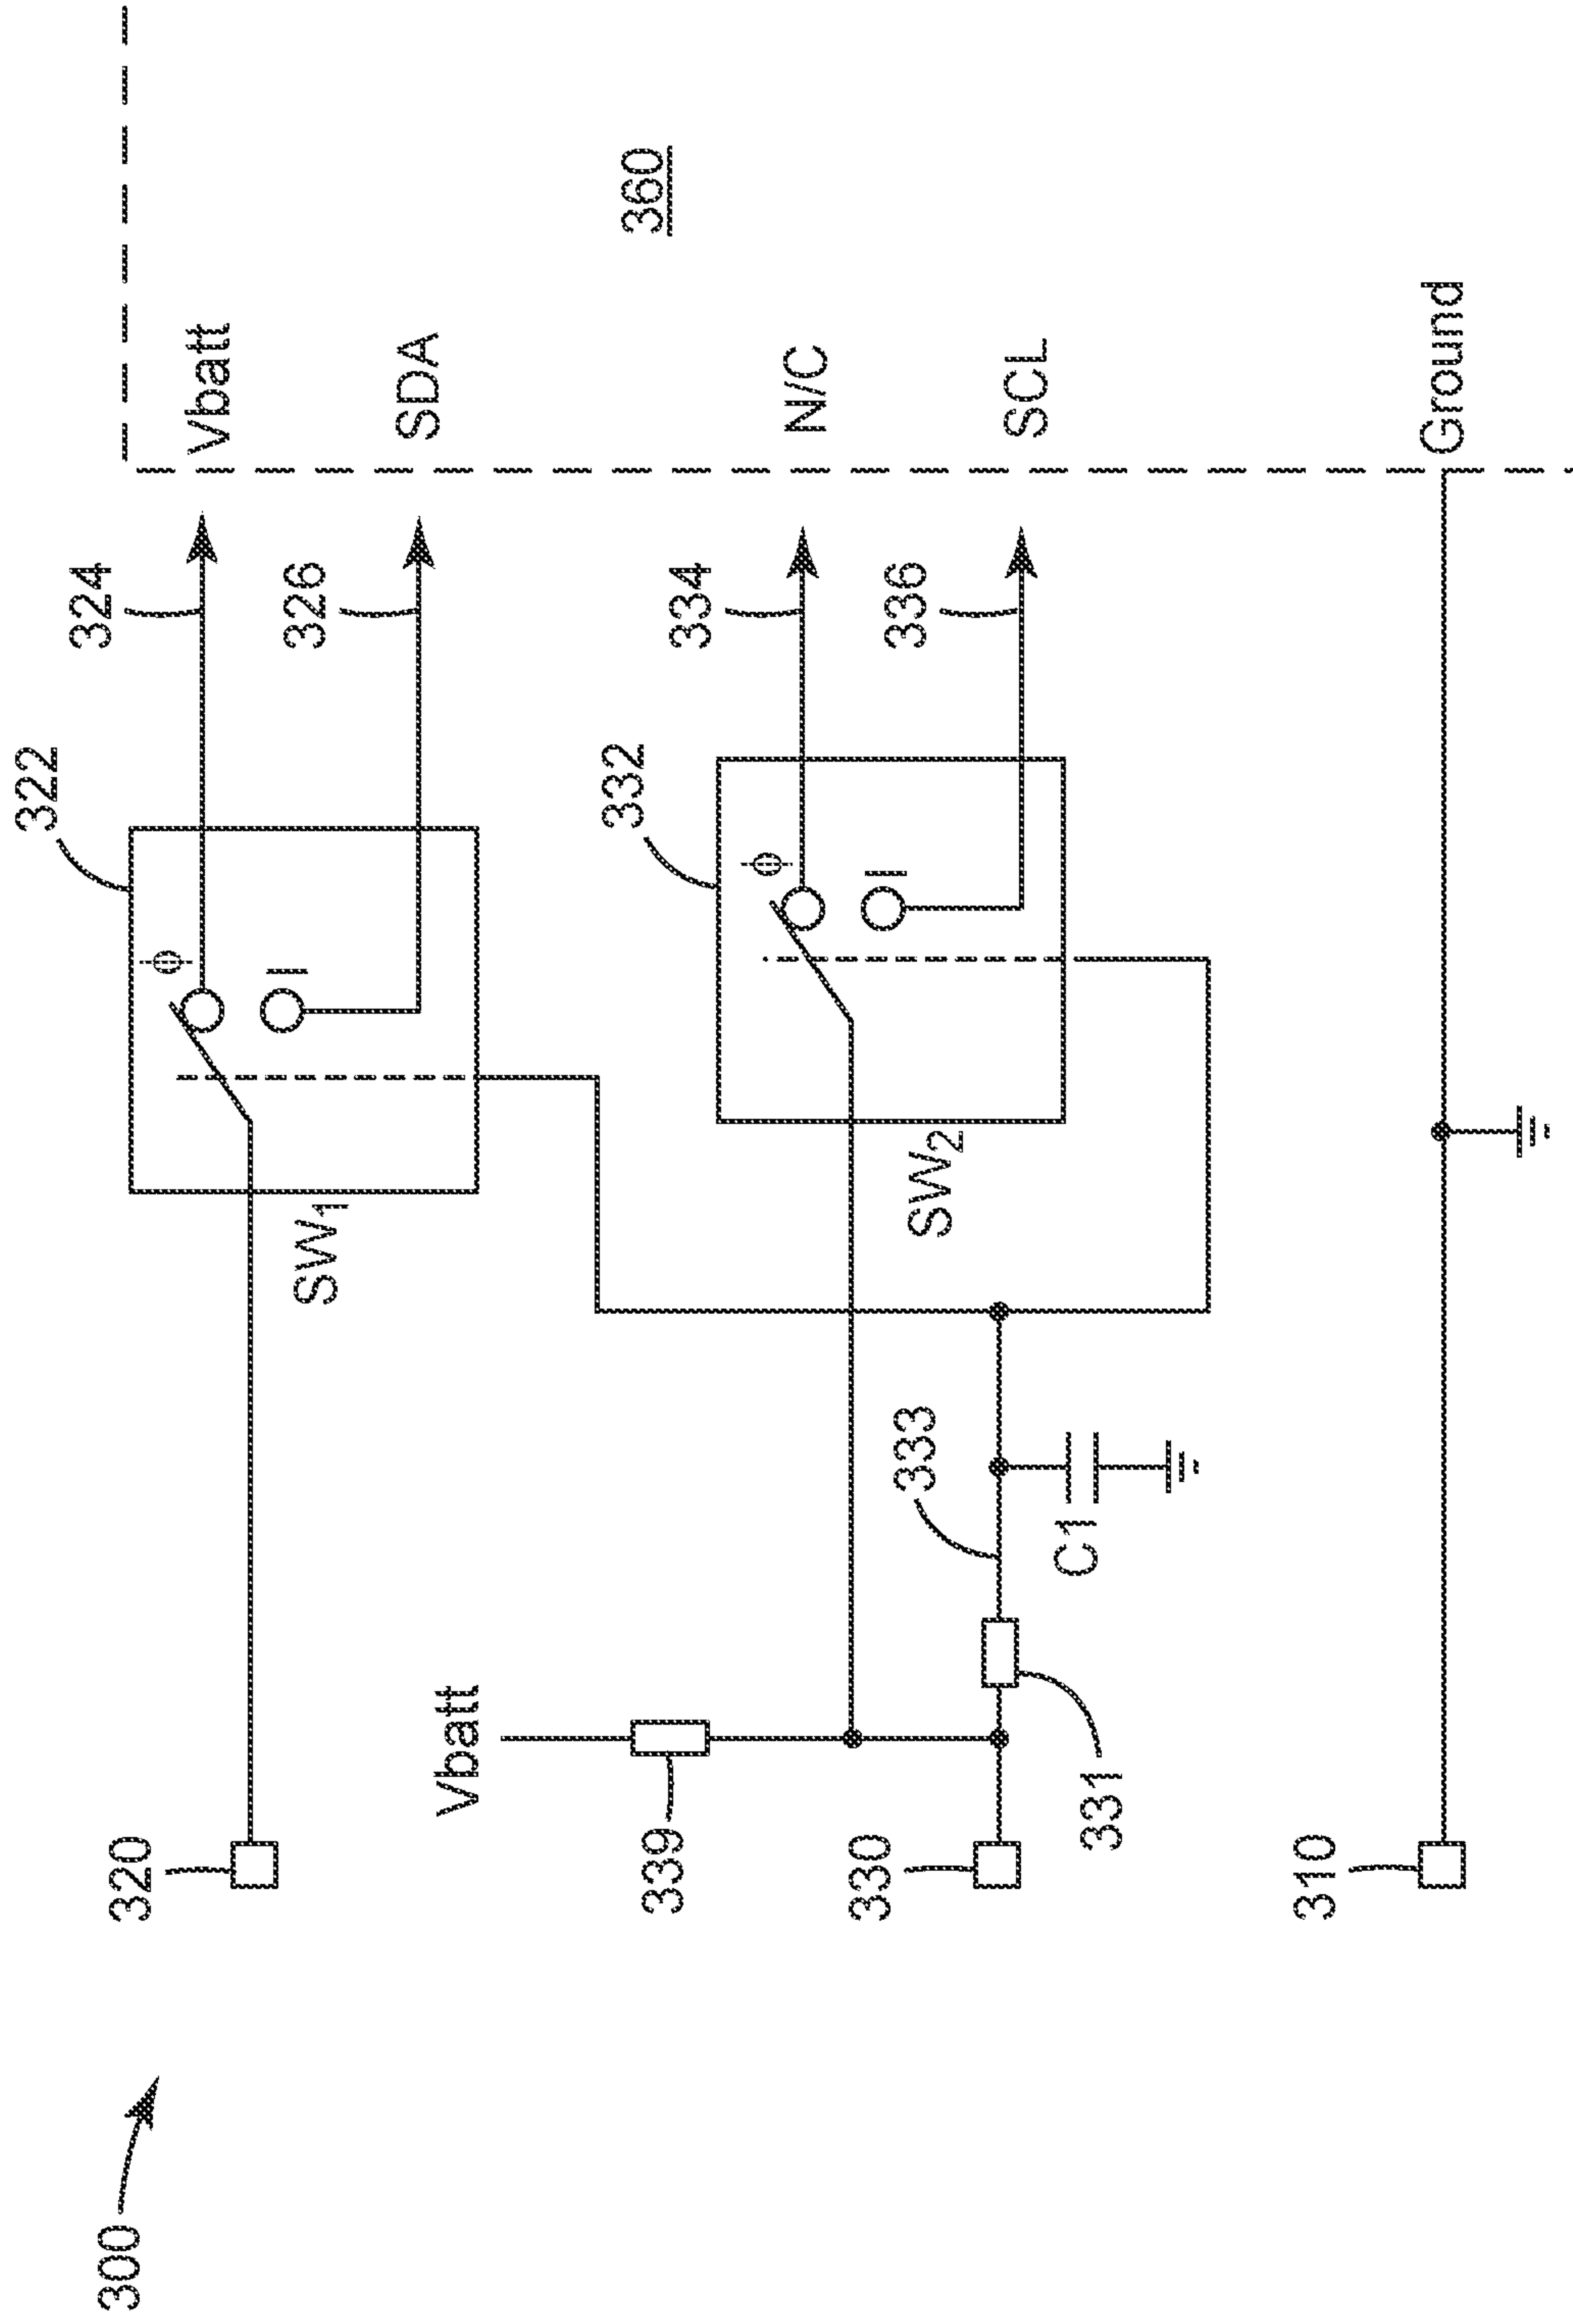 300
320
322
324
Vbatt
Φ
I
326
SDA
SW1
Vbatt
339
360
332
334
N/C
Φ
I
336
SCL
SW2
330
333
331
C1
310
Ground